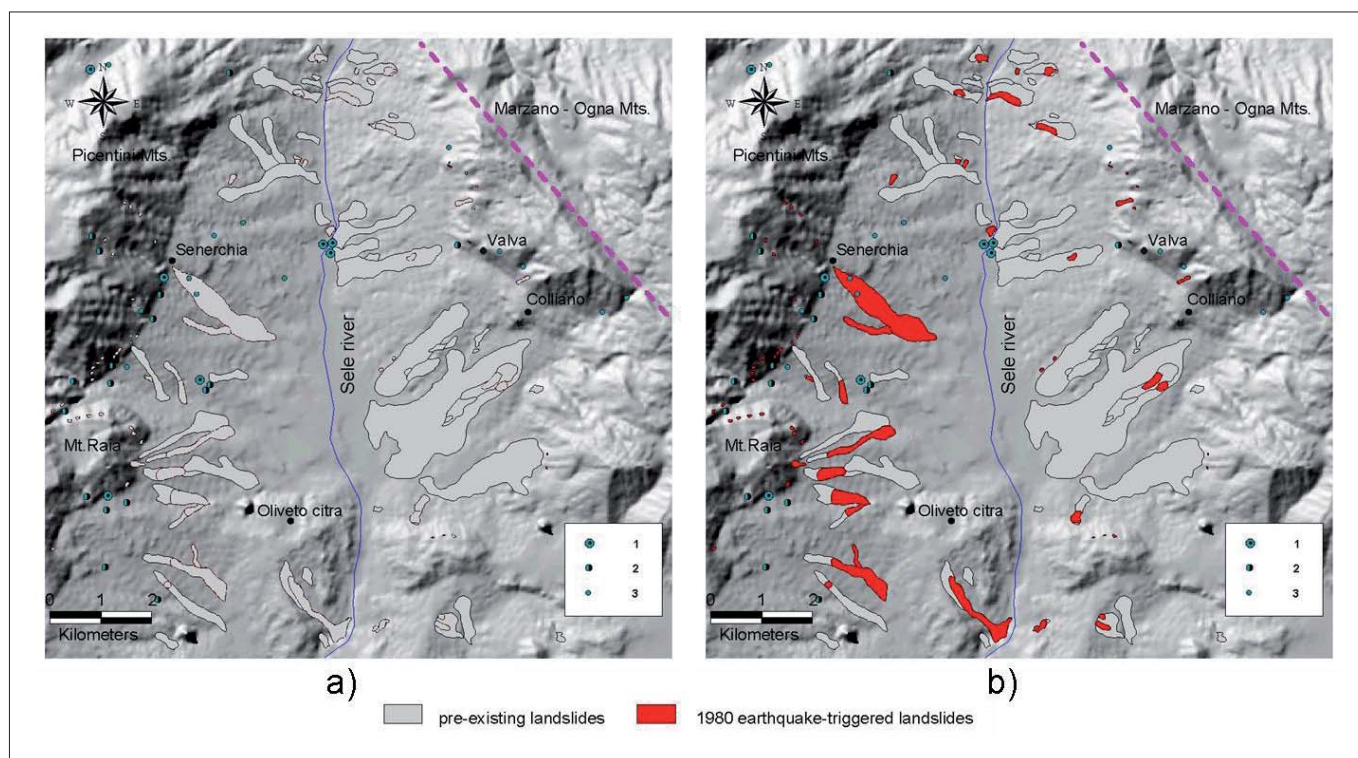 N
W E
S
Marzano - Ogna Mts.
Picentini Mts.
Senerchia
Valva
Colliano
Sele river
Mt.Raia
Oliveto citra
1
2
3
0 1 2
Kilometers
a)
N
W E
S
Marzano - Ogna Mts.
Picentini Mts.
Senerchia
Valva
Colliano
Sele river
Mt.Raia
Oliveto citra
1
2
3
0 1 2
Kilometers
b)
pre-existing landslides
1980 earthquake-triggered landslides